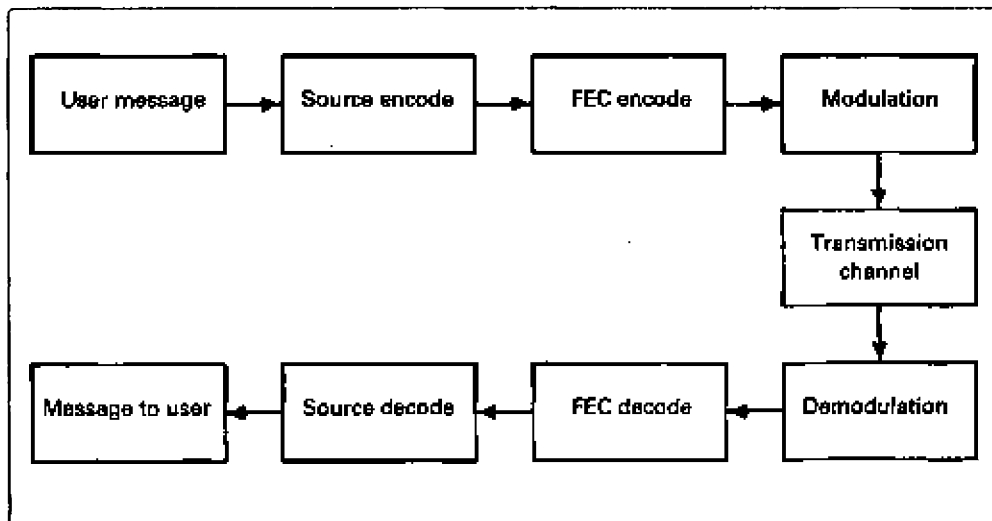 User message
Source encode
FEC encode
Modulation
Transmission
channel
Demodulation
FEC decode
Source decode
Message to user